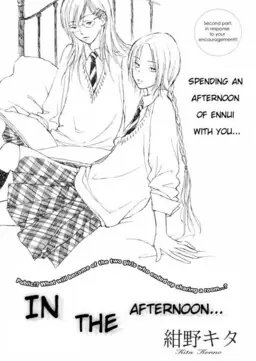 Second part
in response
to your
encouragement!!
SPENDING AN
AFTERNOON
OF ENNUI
WITH YOU...
Public!? What will become of the two girls who ended up sharing a room...?
IN THE AFTERNOON...
紺野キタ
Kita Konno